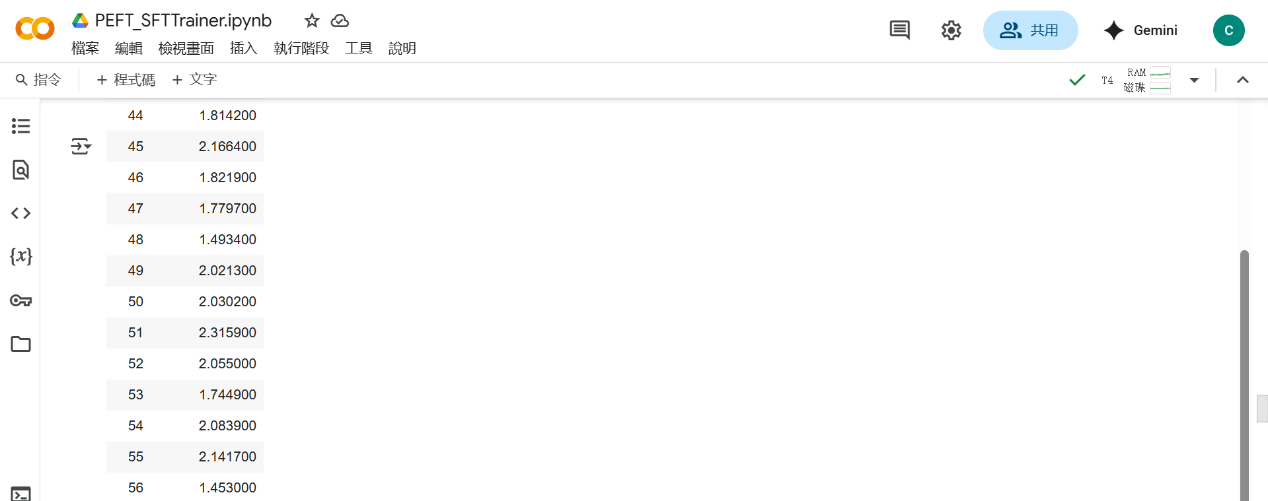 PEFT_SFTTrainer.ipynb
檔案 編輯 檢視畫面 插入 執行階段 工具 說明
共用
Gemini
C
指令 + 程式碼 + 文字
T4
RAM
磁碟
44 1.814200
45 2.166400
46 1.821900
47 1.779700
48 1.493400
49 2.021300
50 2.030200
51 2.315900
52 2.055000
53 1.744900
54 2.083900
55 2.141700
56 1.453000
{x}